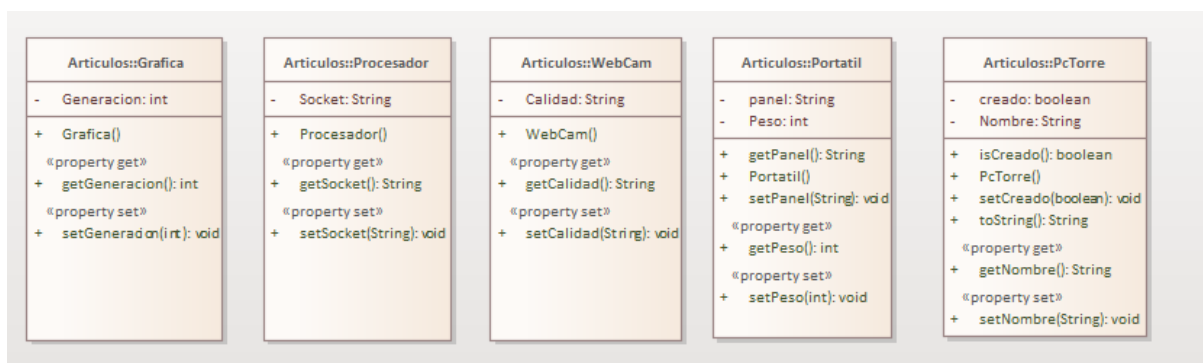 Articulos::Grafica
- Generacion: int
+ Grafica()
«property get»
+ getGeneracion(): int
«property set»
+ setGeneracion(int): void
Articulos::Procesador
- Socket: String
+ Procesador()
«property get»
+ getSocket(): String
«property set»
+ setSocket(String): void
Articulos::WebCam
- Calidad: String
+ WebCam()
«property get»
+ getCalidad(): String
«property set»
+ setCalidad(String): void
Articulos::Portatil
- panel: String
- Peso: int
+ getPanel(): String
+ Portatil()
+ setPanel(String): void
«property get»
+ getPeso(): int
«property set»
+ setPeso(int): void
Articulos::PcTorre
- creado: boolean
- Nombre: String
+ isCreado(): boolean
+ PcTorre()
+ setCreado(boolean): void
+ toString(): String
«property get»
+ getNombre(): String
«property set»
+ setNombre(String): void